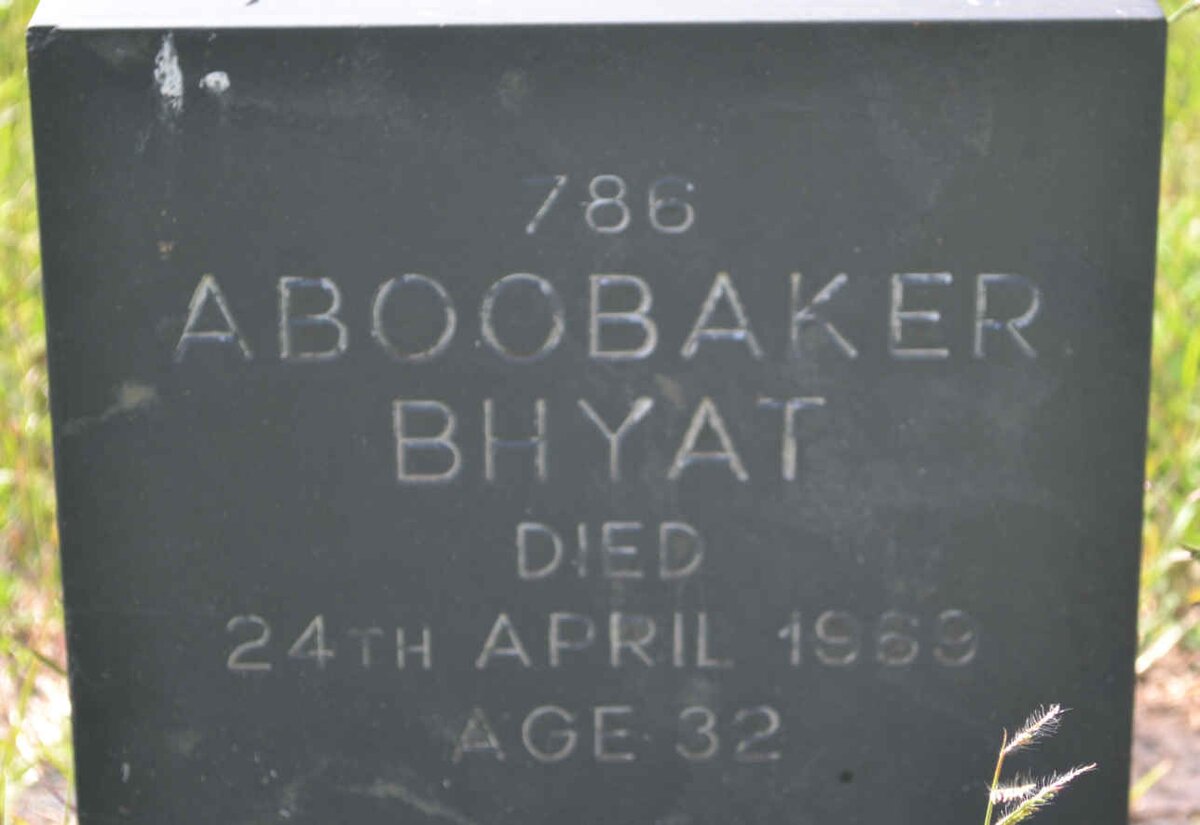 786
ABOOBAKER
BHYAT
DIED
24TH APRIL 1969
AGE 32